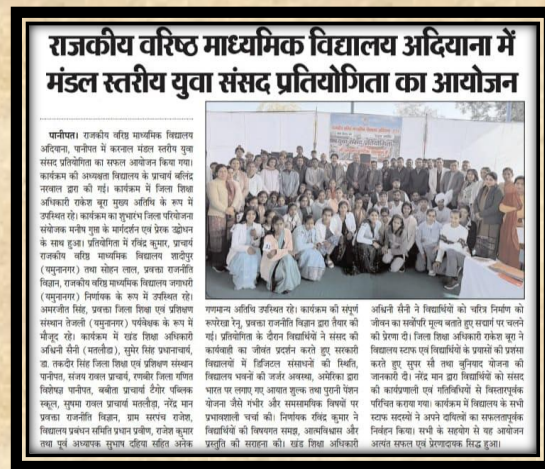 राजकीय वरिष्ठ माध्यमिक विद्यालय अदियाना में
मंडल स्तरीय युवा संसद प्रतियोगिता का आयोजन
पानीपत। राजकीय वरिष्ठ माध्यमिक विद्यालय
अदियाना, पानीपत में करनाल मंडल स्तरीय युवा
संसद प्रतियोगिता का सफल आयोजन किया गया।
कार्यक्रम की अध्यक्षता विद्यालय के प्राचार्य बलिंद्र
नरवाल द्वारा की गई। कार्यक्रम में जिला शिक्षा
अधिकारी राकेश बूरा मुख्य अतिथि के रूप में
उपस्थित रहे। कार्यक्रम का शुभारंभ जिला परियोजना
संयोजक मनीष गुप्ता के मार्गदर्शन एवं प्रेरक उद्बोधन
के साथ हुआ। प्रतियोगिता में रविंद्र कुमार, प्राचार्य
राजकीय वरिष्ठ माध्यमिक विद्यालय शादीपुर
(यमुनानगर) तथा सोहन लाल, प्रवक्ता राजनीति
विज्ञान, राजकीय वरिष्ठ माध्यमिक विद्यालय जगाधरी
(यमुनानगर) निर्णायक के रूप में उपस्थित रहे।
अमरजीत सिंह, प्रवक्ता जिला शिक्षा एवं प्रशिक्षण
संस्थान तेजली (यमुनानगर) पर्यवेक्षक के रूप में
मौजूद रहे। कार्यक्रम में खंड शिक्षा अधिकारी
अश्विनी सैनी (मतलौडा), सुमेर सिंह प्रधानाचार्य,
डा. तकदीर सिंह जिला शिक्षा एवं प्रशिक्षण संस्थान
पानीपत, संजय रावल प्राचार्य, रणबीर जिला गणित
विशेषज्ञ पानीपत, बबीता प्राचार्या टैगोर पब्लिक
स्कूल, सुषमा रावल प्राचार्या मतलौडा, नरेंद्र मान
प्रवक्ता राजनीति विज्ञान, ग्राम सरपंच राजेश,
विद्यालय प्रबंधन समिति प्रधान प्रवीण, राजेश कुमार
तथा पूर्व अध्यापक सुभाष दहिया सहित अनेक
गणमान्य अतिथि उपस्थित रहे। कार्यक्रम की संपूर्ण
रूपरेखा रेनू, प्रवक्ता राजनीति विज्ञान द्वारा तैयार की
गई। प्रतियोगिता के दौरान विद्यार्थियों ने संसद की
कार्यवाही का जीवंत प्रदर्शन करते हुए सरकारी
विद्यालयों में डिजिटल संसाधनों की स्थिति,
विद्यालय भवनों की जर्जर अवस्था, अमेरिका द्वारा
भारत पर लगाए गए आयात शुल्क तथा पुरानी पेंशन
योजना जैसे गंभीर और समसामयिक विषयों पर
प्रभावशाली चर्चा की। निर्णायक रविंद्र कुमार ने
विद्यार्थियों की विषयगत समझ, आत्मविश्वास और
प्रस्तुति की सराहना की। खंड शिक्षा अधिकारी
अश्विनी सैनी ने विद्यार्थियों को चरित्र निर्माण को
जीवन का सर्वोपरि मूल्य बताते हुए सद्मार्ग पर चलने
की प्रेरणा दी। जिला शिक्षा अधिकारी राकेश बूरा ने
विद्यालय स्टाफ एवं विद्यार्थियों के प्रयासों की प्रशंसा
करते हुए सुपर सौ तथा बुनियाद योजना की
जानकारी दी। नरेंद्र मान द्वारा विद्यार्थियों को संसद
की कार्यप्रणाली एवं गतिविधियों से विस्तारपूर्वक
परिचित कराया गया। कार्यक्रम में विद्यालय के सभी
स्टाफ सदस्यों ने अपने दायित्वों का सफलतापूर्वक
निर्वहन किया। सभी के सहयोग से यह आयोजन
अत्यंत सफल एवं प्रेरणादायक सिद्ध हुआ।